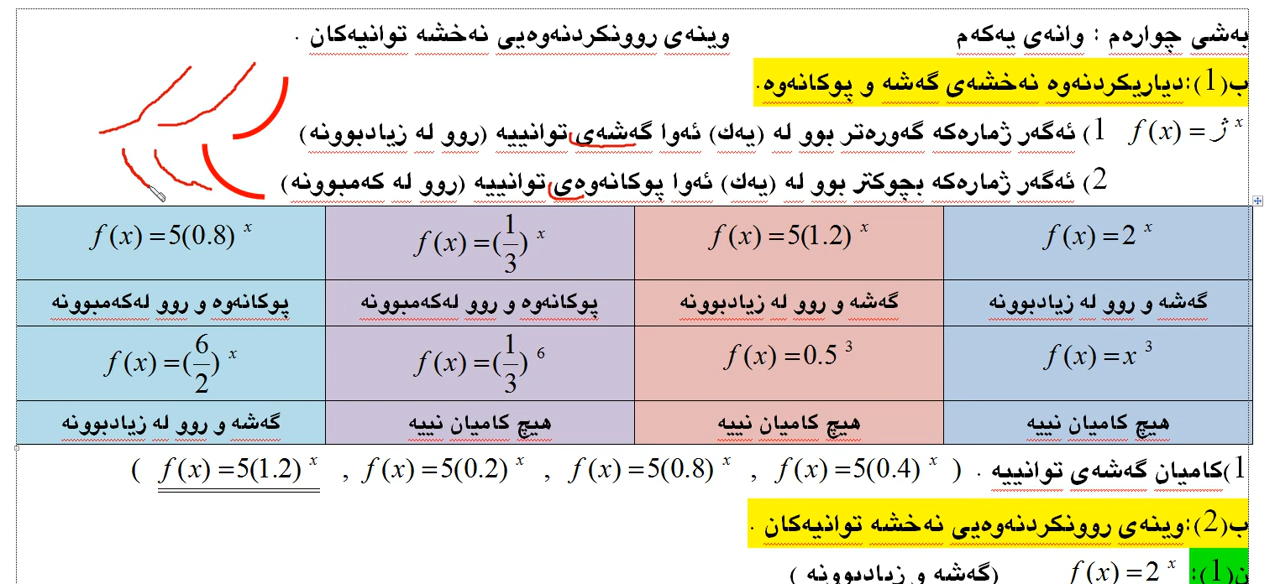 بەشی چوارەم : وانەی یەکەم وینەی روونکردنەوەیی نەخشە توانیەکان .
ب(1):دیاریکردنەوە نەخشەی گەشە و پوکانەوە.
f(x)=ژ^x 1) ئەگەر ژمارەکە گەورەتر بوو لە (یەك) ئەوا گەشەی توانییە (روو لە زیادبوونە)
2) ئەگەر ژمارەکە بچوکتر بوو لە (یەك) ئەوا پوکانەوەی توانییە (روو لە کەمبوونە)
f(x)=2^x f(x)=5(1.2)^x f(x)=(1/3)^x f(x)=5(0.8)^x
گەشە و روو لە زیادبوونە گەشە و روو لە زیادبوونە پوکانەوە و روو لەکەمبوونە پوکانەوە و روو لەکەمبوونە
f(x)=x^3 f(x)=0.5^3 f(x)=(1/3)^6 f(x)=(6/2)^x
هیچ کامیان نییە هیچ کامیان نییە هیچ کامیان نییە گەشە و روو لە زیادبوونە
1)کامیان گەشەی توانییە . ( f(x)=5(0.4)^x , f(x)=5(0.8)^x , f(x)=5(0.2)^x , f(x)=5(1.2)^x )
ب(2):وینەی روونکردنەوەیی نەخشە توانیەکان .
ن(1): f(x)=2^x (گەشە و زیادبوونە )